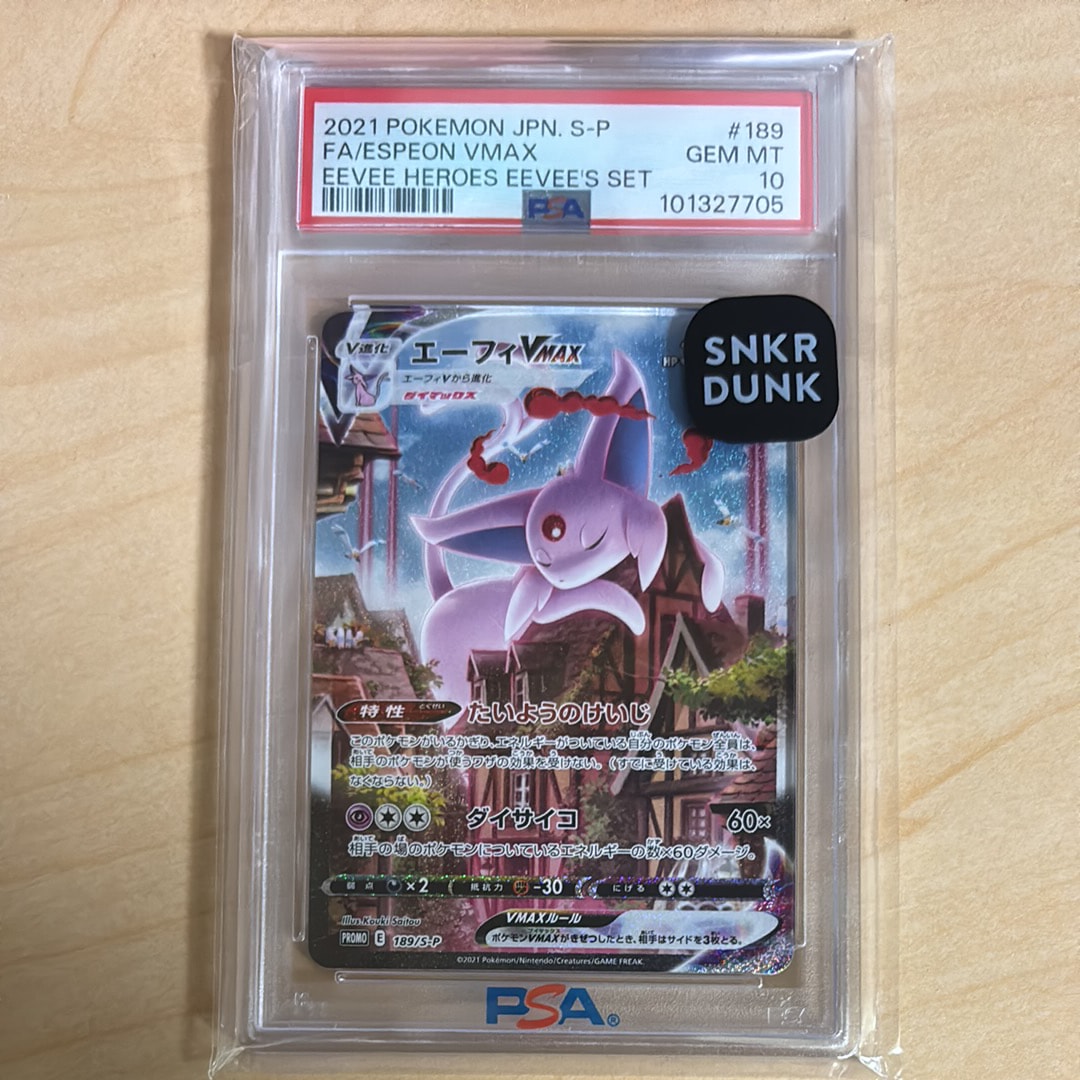 2021 POKEMON JPN. S-P #189
FA/ESPEON VMAX GEM MT
EEVEE HEROES EEVEE'S SET 10
PSA 101327705
V進化 エーフィVMAX HP
エーフィVから進化
ダイマックス
SNKR
DUNK
特性 とくせい たいようのけいじ
このポケモンがいるかぎり、エネルギーがついている自分のポケモン全員は、
相手のポケモンが使うワザの効果を受けない。(すでに受けている効果は、
なくならない。)
ダイサイコ 60×
相手の場のポケモンについているエネルギーの数×60ダメージ。
弱点 ×2 抵抗力 -30 にげる
Illus. Kouki Saitou
VMAXルール
PROMO E 189/S-P
ポケモンVMAXがきぜつしたとき、相手はサイドを3枚とる。
©2021 Pokémon/Nintendo/Creatures/GAME FREAK.
PSA®